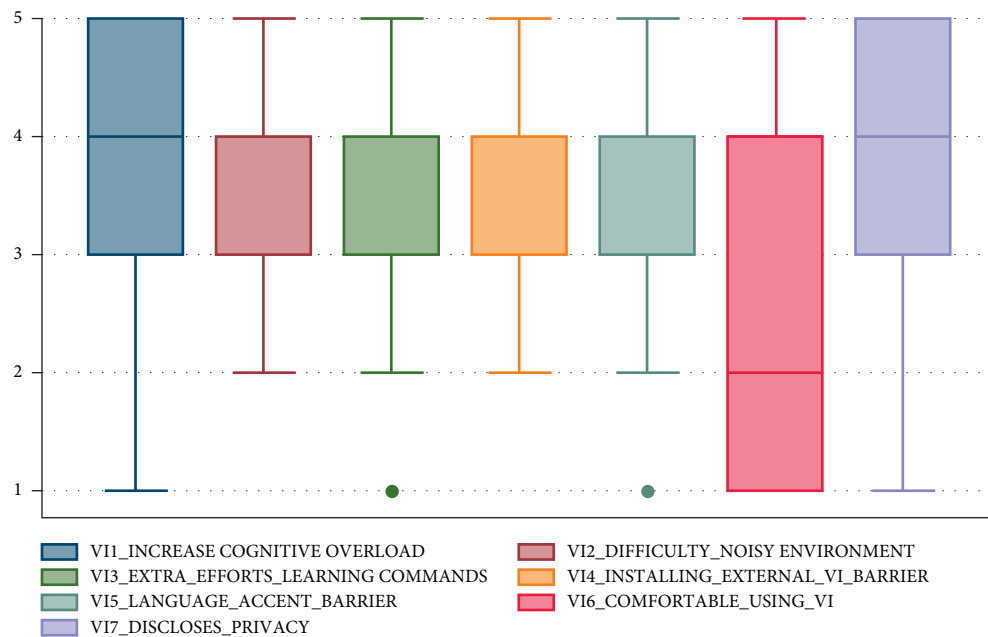 5
4
3
2
1
VI1_INCREASE COGNITIVE OVERLOAD
VI2_DIFFICULTY_NOISY ENVIRONMENT
VI3_EXTRA_EFFORTS_LEARNING COMMANDS
VI4_INSTALLING_EXTERNAL_VI_BARRIER
VI5_LANGUAGE_ACCENT_BARRIER
VI6_COMFORTABLE_USING_VI
VI7_DISCLOSES_PRIVACY